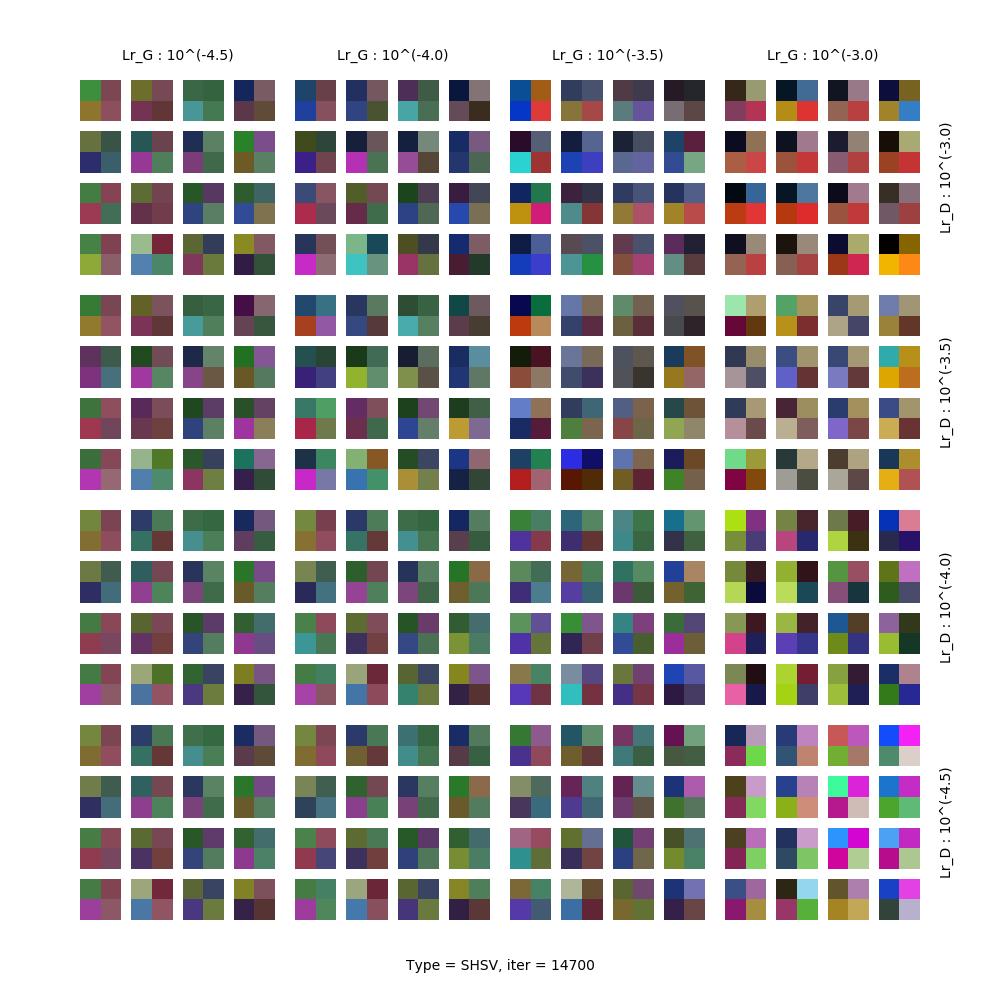 Lr_G : 10^(-4.5)
Lr_G : 10^(-4.0)
Lr_G : 10^(-3.5)
Lr_G : 10^(-3.0)
Lr_D : 10^(-3.0)
Lr_D : 10^(-3.5)
Lr_D : 10^(-4.0)
Lr_D : 10^(-4.5)
Type = SHSV, iter = 14700